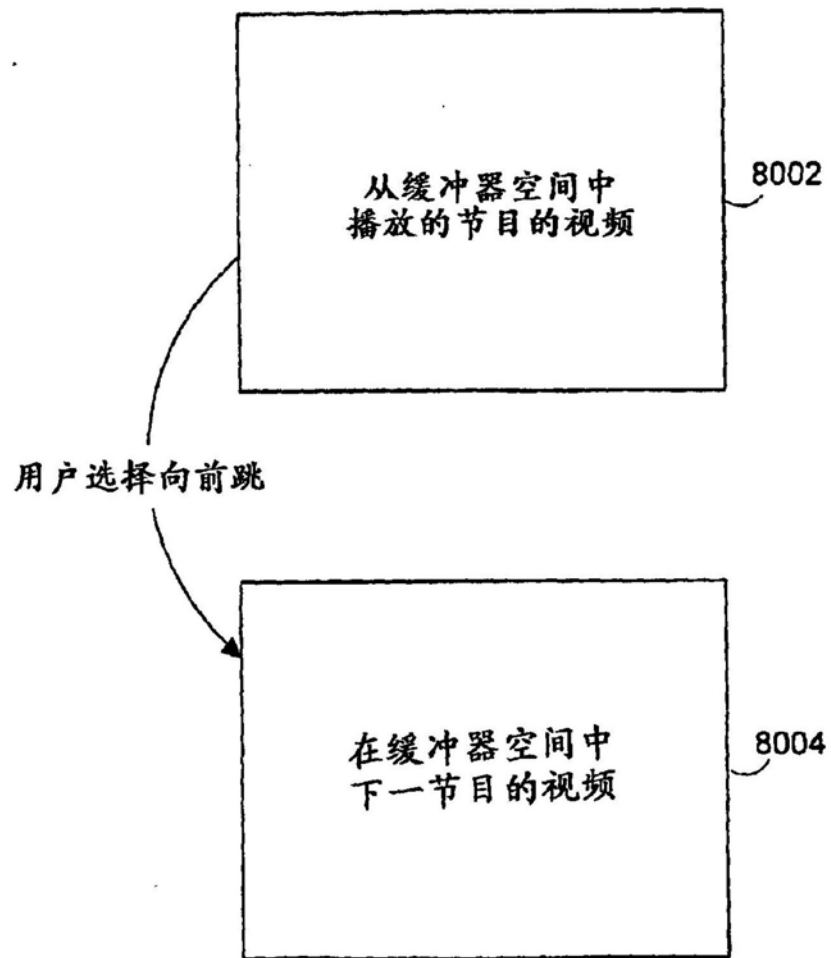 从缓冲器空间中
播放的节目的视频
8002
用户选择向前跳
在缓冲器空间中
下一节目的视频
8004